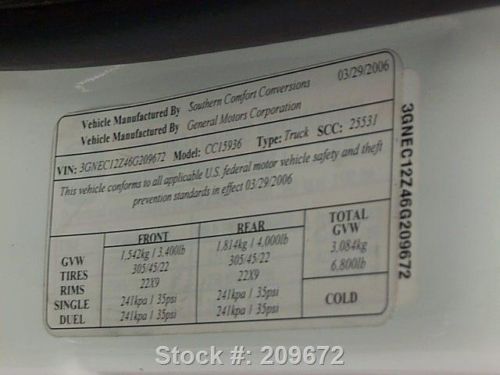 Vehicle Manufactured By Southern Comfort Conversions 03/29/2006
Vehicle Manufactured By General Motors Corporation
VIN: 3GNEC12Z46G209672 Model: CC15936 Type: Truck SCC: 25531
This vehicle conforms to all applicable U.S. federal motor vehicle safety and theft
prevention standards in effect 03/29/2006
FRONT REAR TOTAL GVW
GVW 1,542kg / 3,400lb 1,814kg / 4,000lb 3,084kg
TIRES 305/45/22 305/45/22 6,800lb
RIMS 22X9 22X9
SINGLE 241kpa / 35psi 241kpa / 35psi COLD
DUEL 241kpa / 35psi 241kpa / 35psi
3GNEC12Z46G209672
Stock #: 209672